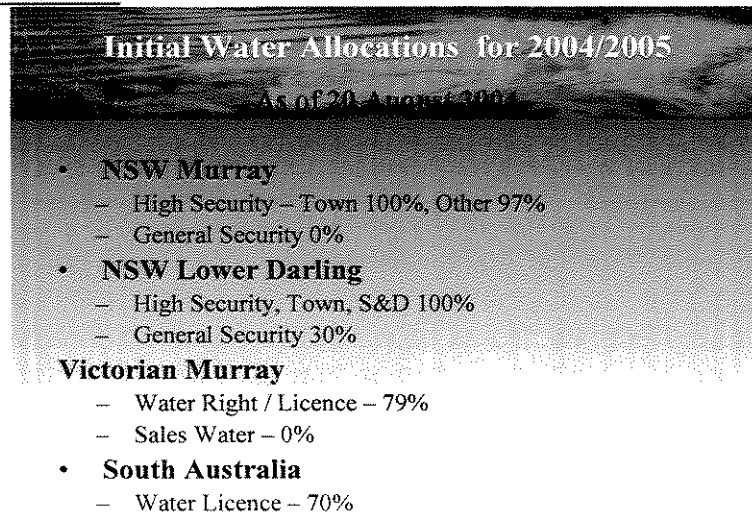 Initial Water Allocations for 2004/2005
As of 20 August 2004
• NSW Murray
– High Security – Town 100%, Other 97%
– General Security 0%
• NSW Lower Darling
– High Security, Town, S&D 100%
– General Security 30%
Victorian Murray
– Water Right / Licence – 79%
– Sales Water – 0%
• South Australia
– Water Licence – 70%